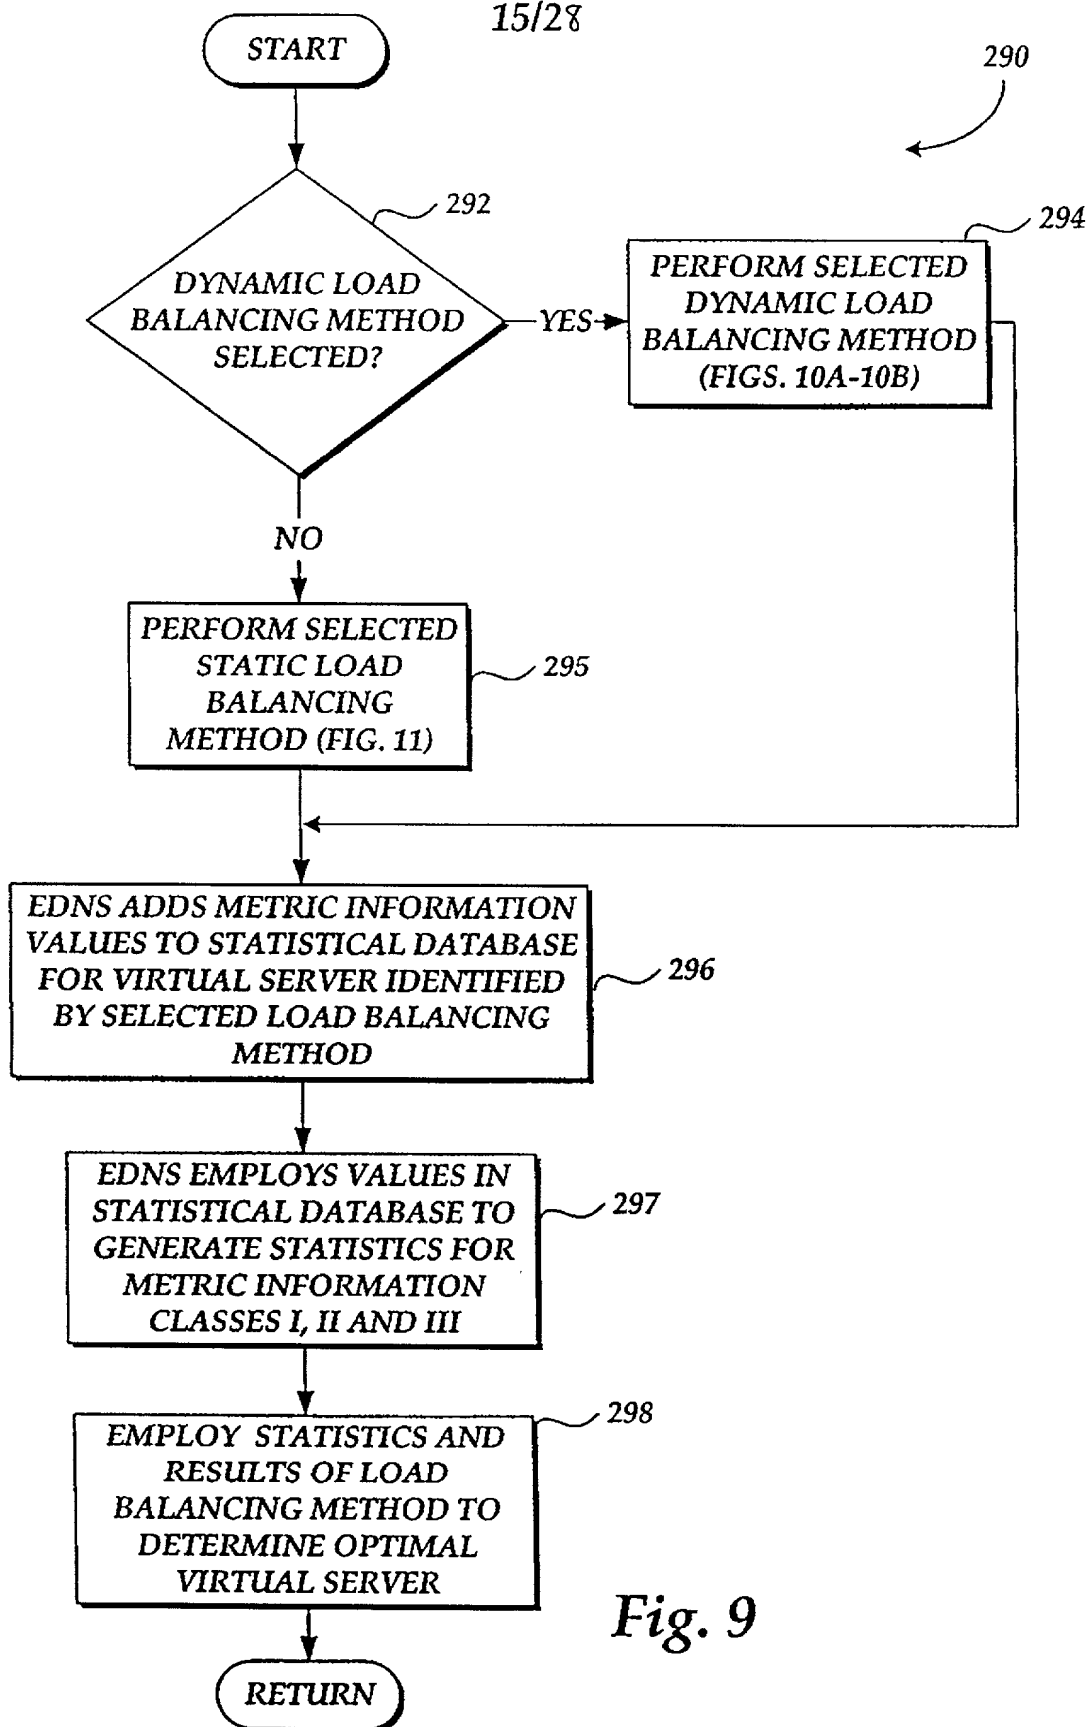 15/28
START
290
292
DYNAMIC LOAD
BALANCING METHOD
SELECTED?
YES
294
PERFORM SELECTED
DYNAMIC LOAD
BALANCING METHOD
(FIGS. 10A-10B)
NO
PERFORM SELECTED
STATIC LOAD
BALANCING
METHOD (FIG. 11)
295
EDNS ADDS METRIC INFORMATION
VALUES TO STATISTICAL DATABASE
FOR VIRTUAL SERVER IDENTIFIED
BY SELECTED LOAD BALANCING
METHOD
296
EDNS EMPLOYS VALUES IN
STATISTICAL DATABASE TO
GENERATE STATISTICS FOR
METRIC INFORMATION
CLASSES I, II AND III
297
EMPLOY STATISTICS AND
RESULTS OF LOAD
BALANCING METHOD TO
DETERMINE OPTIMAL
VIRTUAL SERVER
298
RETURN
Fig. 9